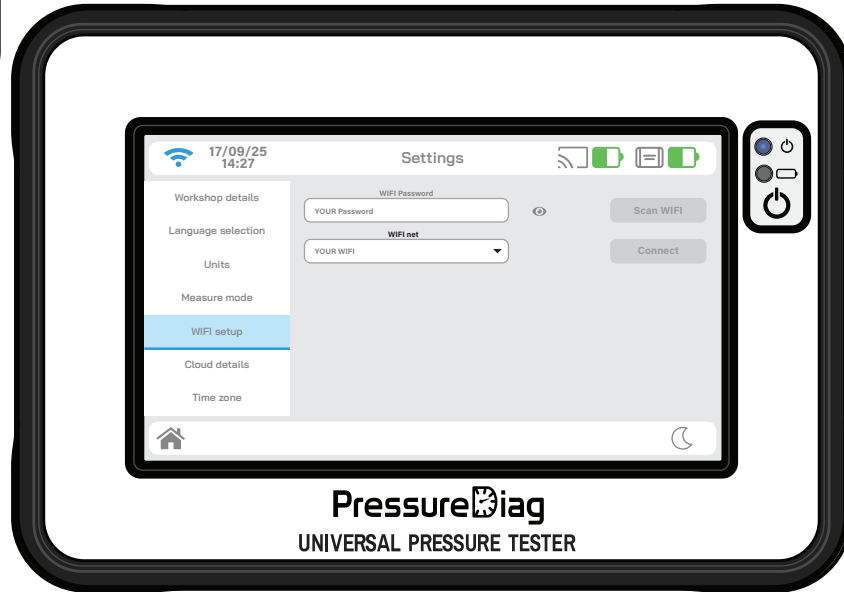 17/09/25
14:27
Settings
Workshop details
Language selection
Units
Measure mode
WIFI setup
Cloud details
Time zone
WIFI Password
YOUR Password
Scan WIFI
WIFI net
YOUR WIFI
Connect
PressureDiag
UNIVERSAL PRESSURE TESTER